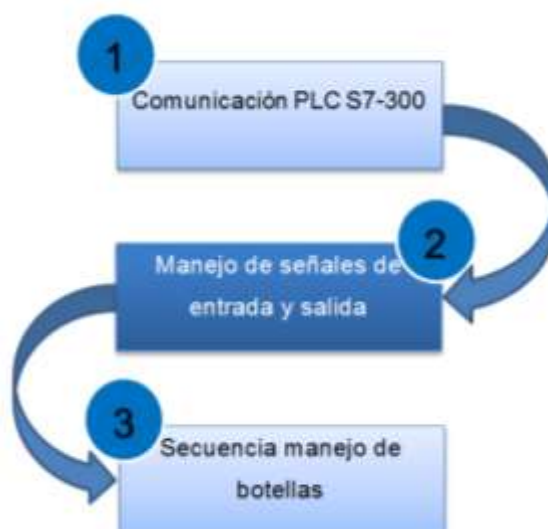 1
Comunicación PLC S7-300
2
Manejo de señales de
entrada y salida
3
Secuencia manejo de
botellas